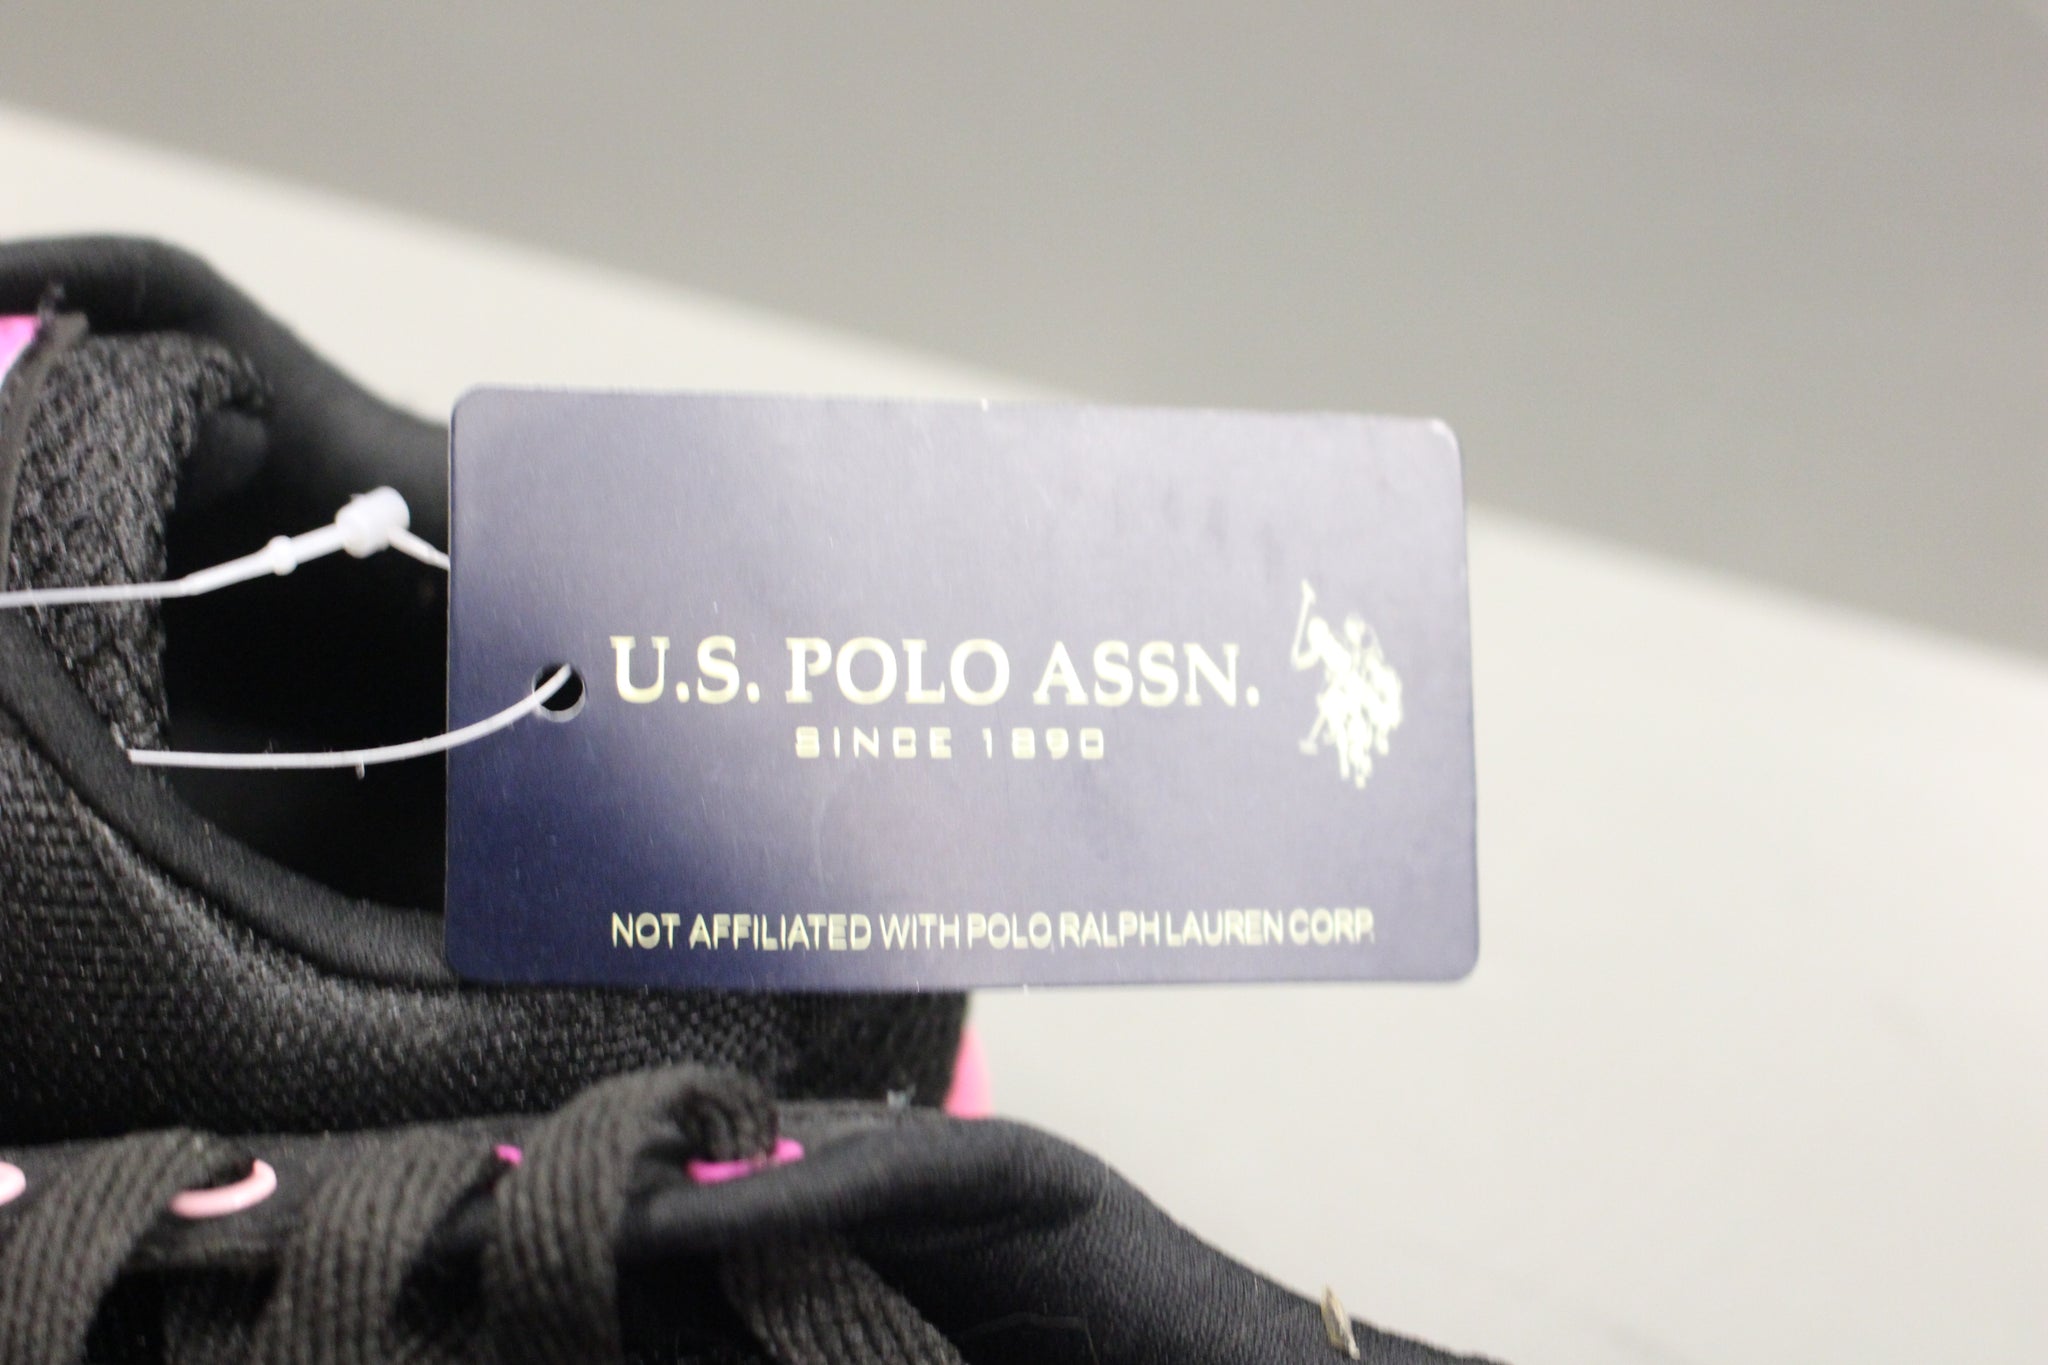 U.S. POLO ASSN.
SINCE 1890
NOT AFFILIATED WITH POLO RALPH LAUREN CORP.